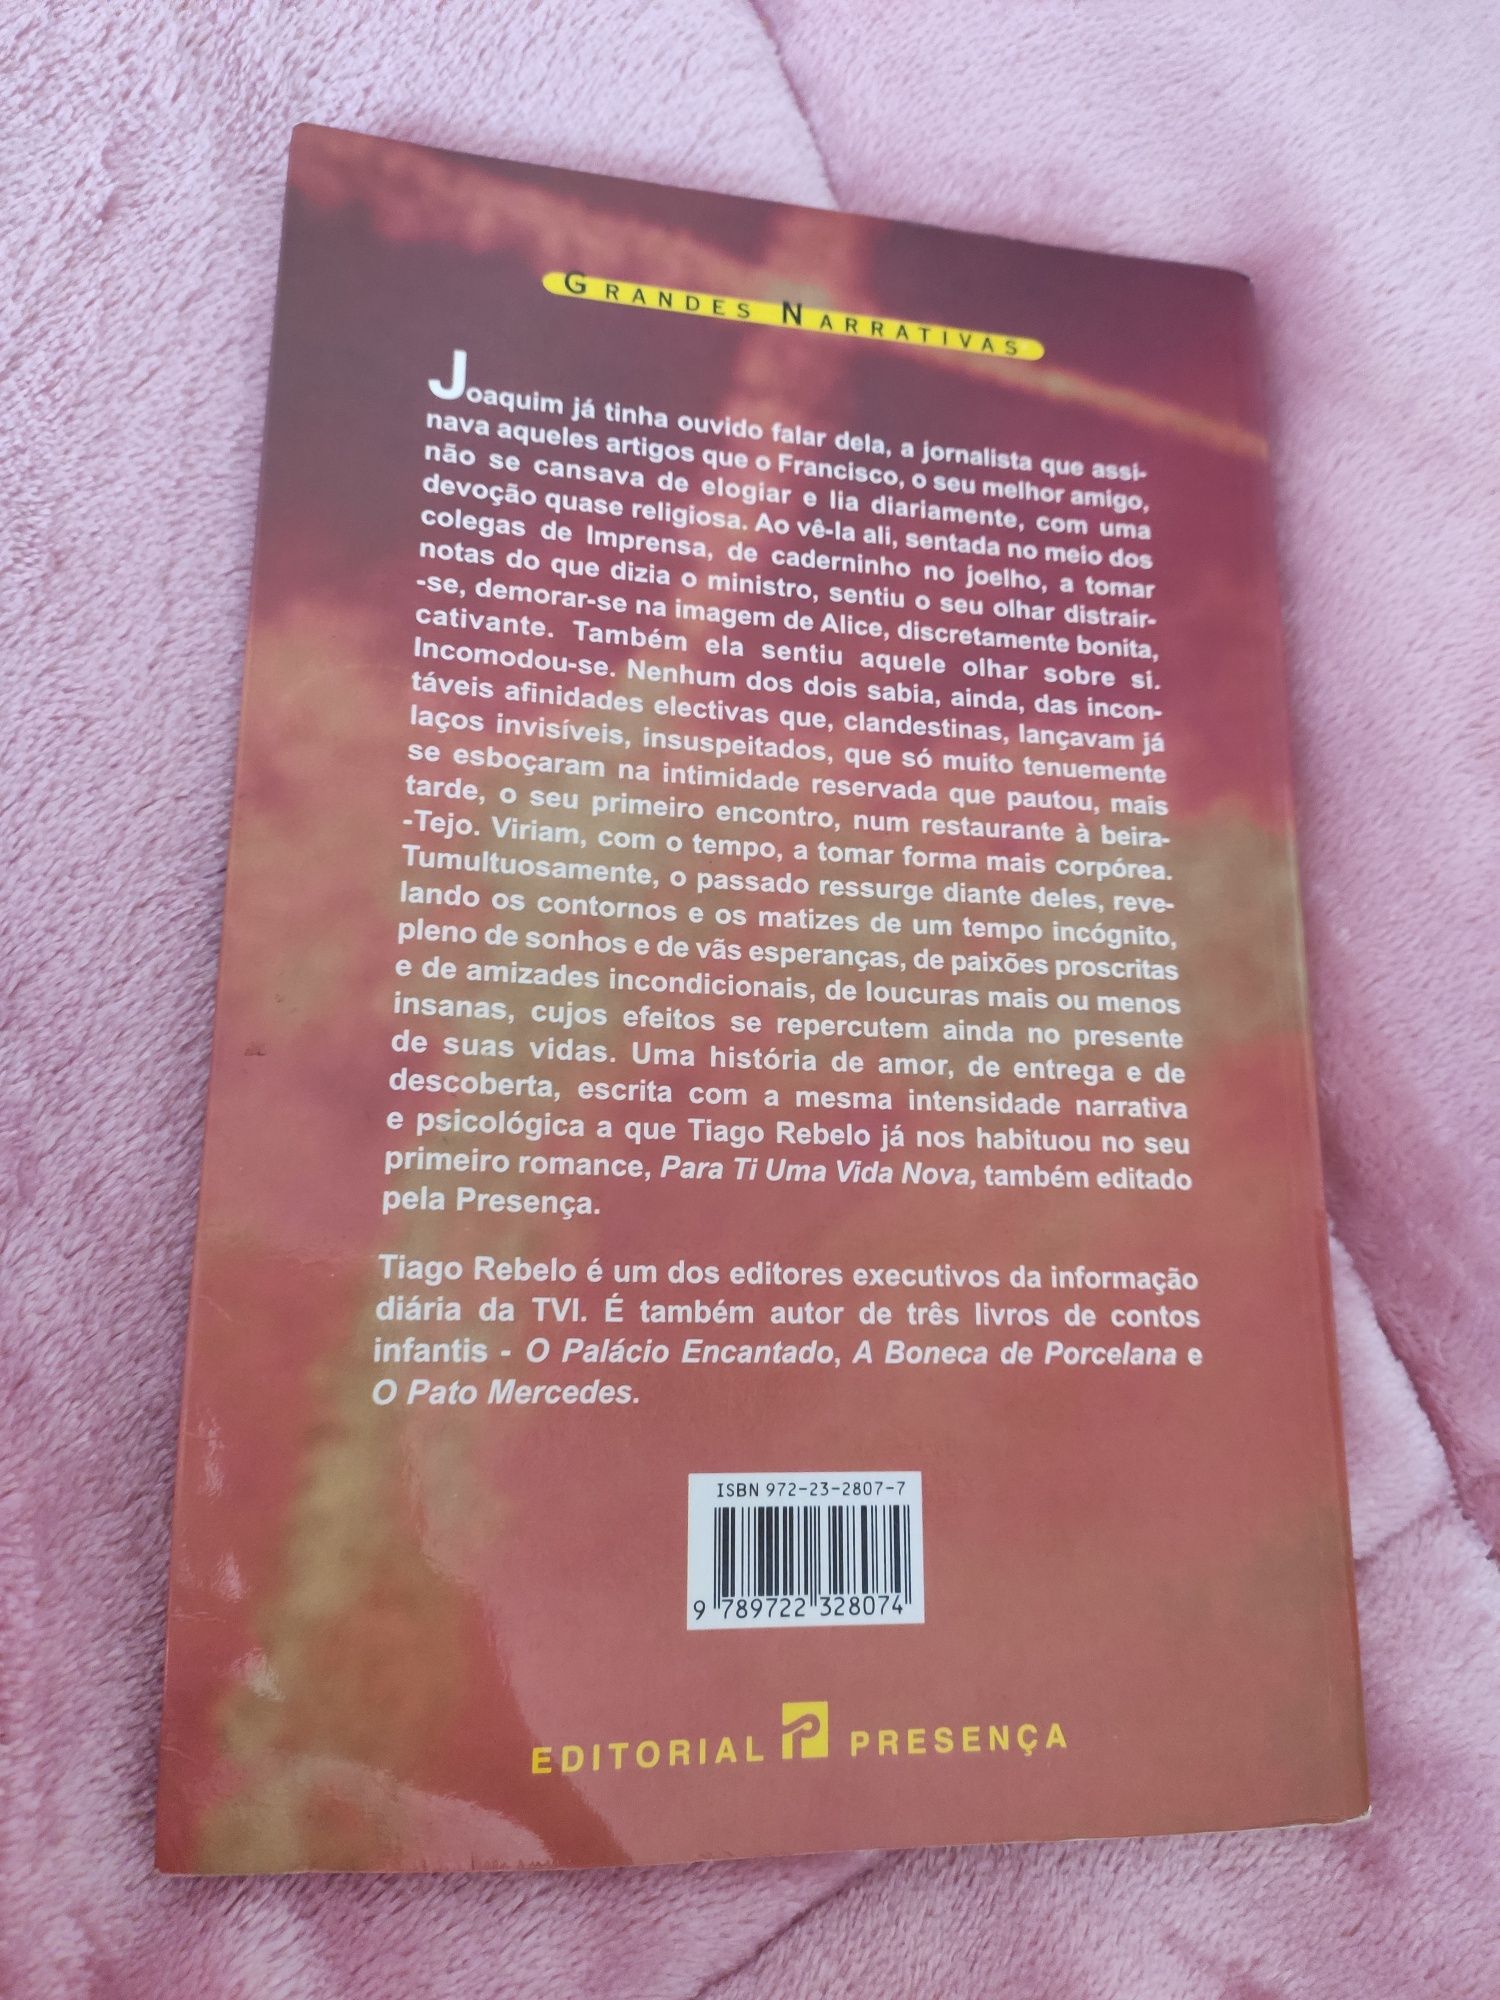 GRANDES NARRATIVAS
Joaquim já tinha ouvido falar dela, a jornalista que assi-
nava aqueles artigos que o Francisco, o seu melhor amigo,
não se cansava de elogiar e lia diariamente, com uma
devoção quase religiosa. Ao vê-la ali, sentada no meio dos
colegas de Imprensa, de caderninho no joelho, a tomar
notas do que dizia o ministro, sentiu o seu olhar distrair-
-se, demorar-se na imagem de Alice, discretamente bonita,
cativante. Também ela sentiu aquele olhar sobre si.
Incomodou-se. Nenhum dos dois sabia, ainda, das incon-
táveis afinidades electivas que, clandestinas, lançavam já
laços invisíveis, insuspeitados, que só muito tenuemente
se esboçaram na intimidade reservada que pautou, mais
tarde, o seu primeiro encontro, num restaurante à beira-
-Tejo. Viriam, com o tempo, a tomar forma mais corpórea.
Tumultuosamente, o passado ressurge diante deles, reve-
lando os contornos e os matizes de um tempo incógnito,
pleno de sonhos e de vãs esperanças, de paixões proscritas
e de amizades incondicionais, de loucuras mais ou menos
insanas, cujos efeitos se repercutem ainda no presente
de suas vidas. Uma história de amor, de entrega e de
descoberta, escrita com a mesma intensidade narrativa
e psicológica a que Tiago Rebelo já nos habituou no seu
primeiro romance, Para Ti Uma Vida Nova, também editado
pela Presença.
Tiago Rebelo é um dos editores executivos da informação
diária da TVI. É também autor de três livros de contos
infantis - O Palácio Encantado, A Boneca de Porcelana e
O Pato Mercedes.
ISBN 972-23-2807-7
9 789722 328074
EDITORIAL PRESENÇA